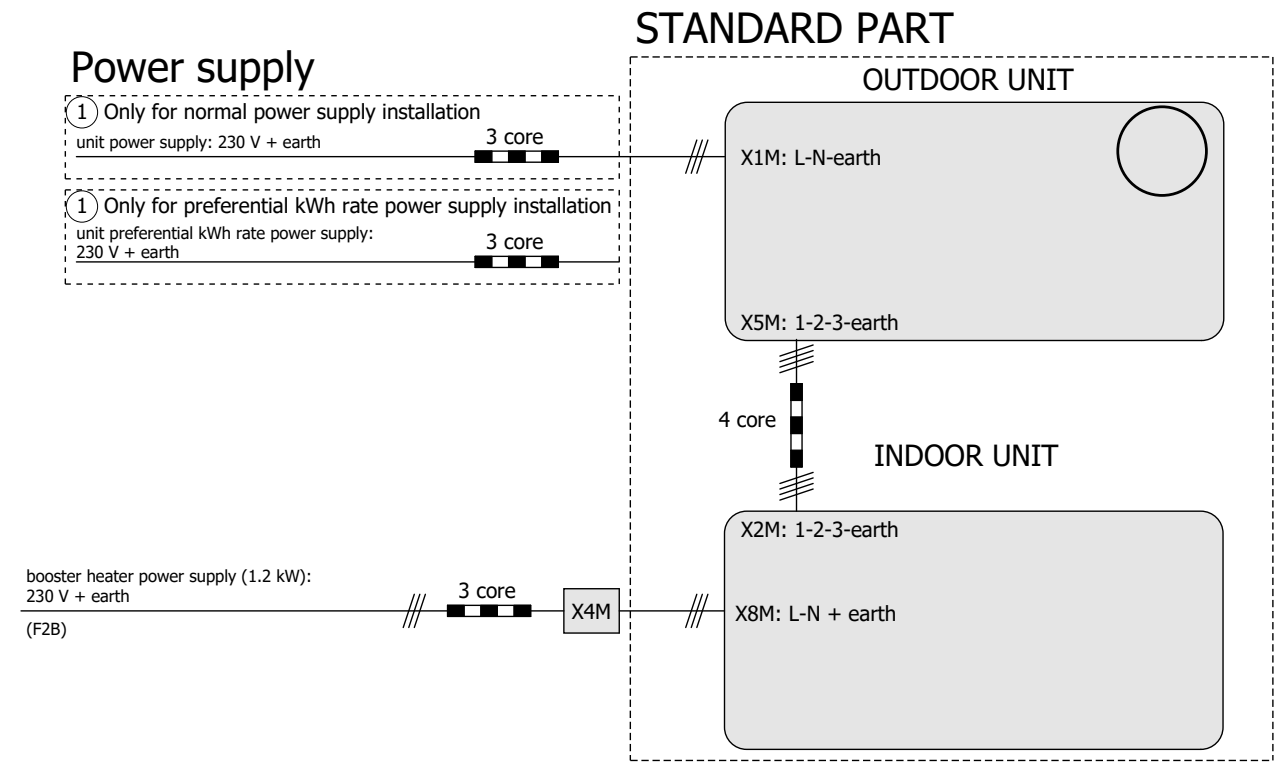 STANDARD PART
Power supply
OUTDOOR UNIT
1 Only for normal power supply installation
unit power supply: 230 V + earth
3 core
X1M: L-N-earth
1 Only for preferential kWh rate power supply installation
unit preferential kWh rate power supply:
230 V + earth
3 core
X5M: 1-2-3-earth
4 core
INDOOR UNIT
X2M: 1-2-3-earth
booster heater power supply (1.2 kW):
230 V + earth
(F2B)
3 core
X4M
X8M: L-N + earth